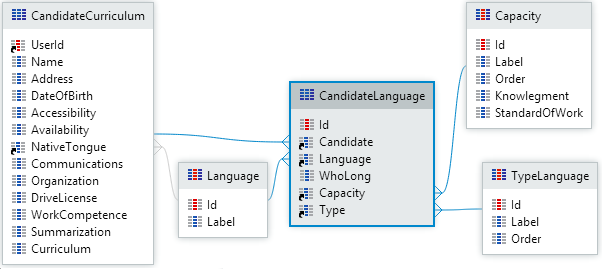 CandidateCurriculum
UserId
Name
Address
DateOfBirth
Accessibility
Availability
NativeTongue
Communications
Organization
DriveLicense
WorkCompetence
Summarization
Curriculum
Language
Id
Label
CandidateLanguage
Id
Candidate
Language
WhoLong
Capacity
Type
Capacity
Id
Label
Order
Knowlegment
StandardOfWork
TypeLanguage
Id
Label
Order